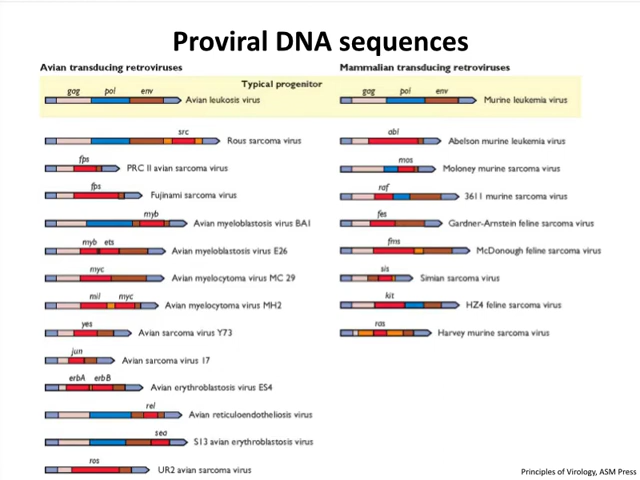 Proviral DNA sequences
Avian transducing retroviruses
Mammalian transducing retroviruses
Typical progenitor
gag pol env
Avian leukosis virus
gag pol env
Murine leukemia virus
src
Rous sarcoma virus
fps
PRC II avian sarcoma virus
fps
Fujinami sarcoma virus
myb
Avian myeloblastosis virus BA1
myb ets
Avian myeloblastosis virus E26
myc
Avian myelocytoma virus MC 29
mil myc
Avian myelocytoma virus MH2
yes
Avian sarcoma virus Y73
jun
Avian sarcoma virus 17
erbA erbB
Avian erythroblastosis virus ES4
rel
Avian reticuloendotheliosis virus
sea
S13 avian erythroblastosis virus
ros
UR2 avian sarcoma virus
abl
Abelson murine leukemia virus
mos
Moloney murine sarcoma virus
raf
3611 murine sarcoma virus
fes
Gardner-Arnstein feline sarcoma virus
fms
McDonough feline sarcoma virus
sis
Simian sarcoma virus
kit
HZ4 feline sarcoma virus
ras
Harvey murine sarcoma virus
Principles of Virology, ASM Press